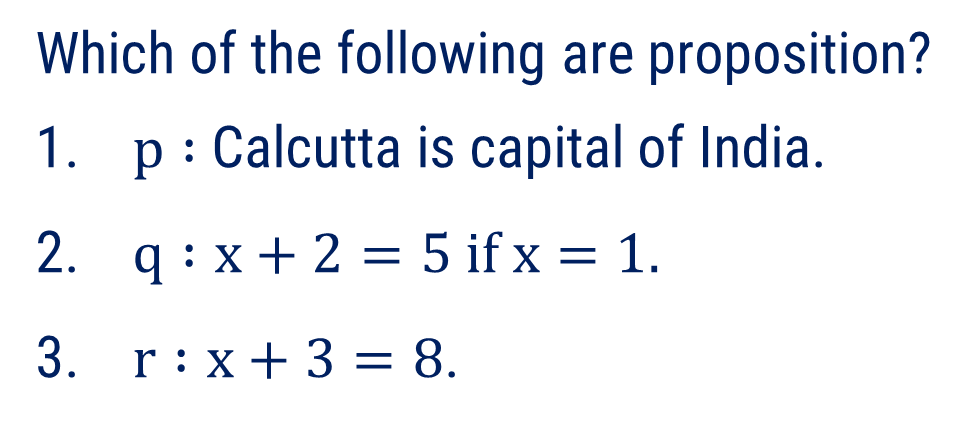 Which of the following are proposition?
1. p : Calcutta is capital of India.
2. q : x + 2 = 5 if x = 1.
3. r : x + 3 = 8.